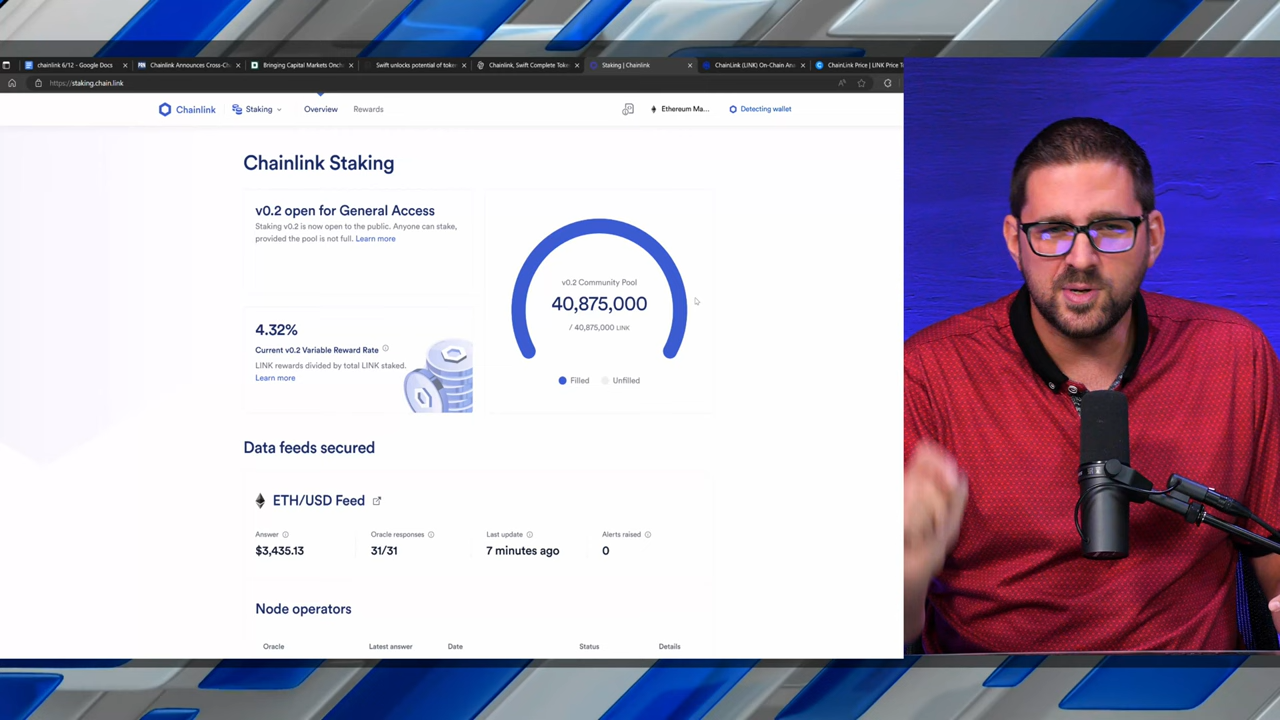 chainlink 6/12 - Google Docs
Chainlink Announces Cross-Ch
Bringing Capital Markets Onch
Swift unlocks potential of toke
Chainlink, Swift Complete Toke
Staking | Chainlink
ChainLink (LINK) On-Chain An
ChainLink Price | LINK Price T
https://staking.chain.link
Chainlink
Staking
Overview
Rewards
Ethereum Ma...
Detecting wallet
Chainlink Staking
v0.2 open for General Access
Staking v0.2 is now open to the public. Anyone can stake,
provided the pool is not full. Learn more
v0.2 Community Pool
40,875,000
/ 40,875,000 LINK
Filled
Unfilled
4.32%
Current v0.2 Variable Reward Rate
LINK rewards divided by total LINK staked.
Learn more
Data feeds secured
ETH/USD Feed
Answer
Oracle responses
Last update
Alerts raised
$3,435.13
31/31
7 minutes ago
0
Node operators
Oracle
Latest answer
Date
Status
Details